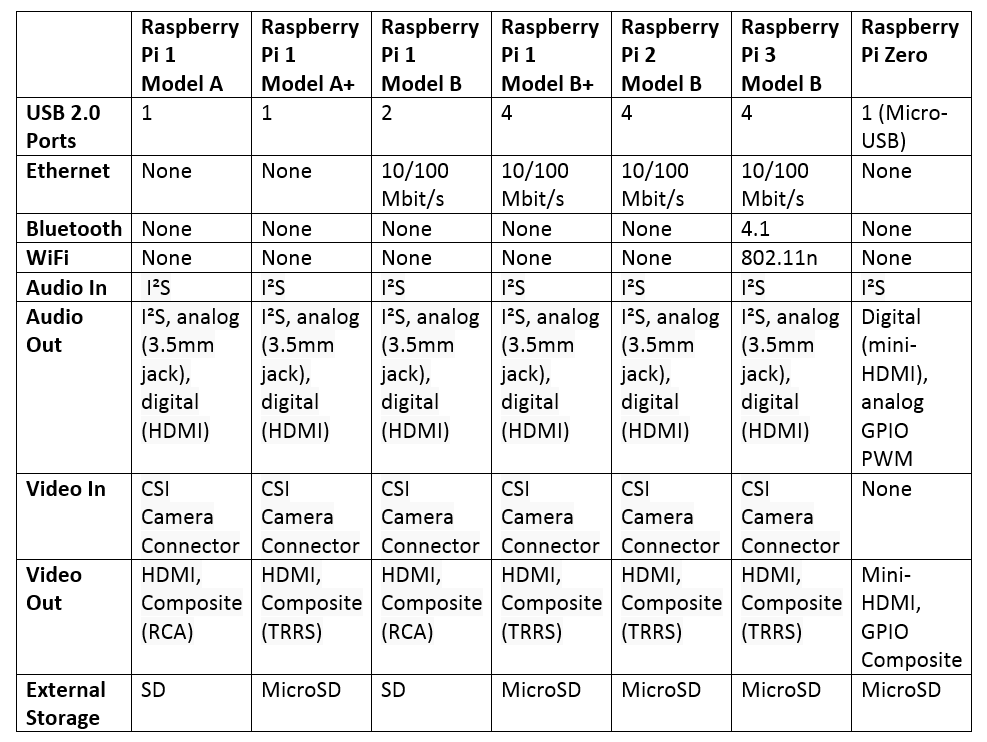 Raspberry Pi 1 Model A Raspberry Pi 1 Model A+ Raspberry Pi 1 Model B Raspberry Pi 1 Model B+ Raspberry Pi 2 Model B Raspberry Pi 3 Model B Raspberry Pi Zero
USB 2.0 Ports 1 1 2 4 4 4 1 (Micro-USB)
Ethernet None None 10/100 Mbit/s 10/100 Mbit/s 10/100 Mbit/s 10/100 Mbit/s None
Bluetooth None None None None None 4.1 None
WiFi None None None None None 802.11n None
Audio In I²S I²S I²S I²S I²S I²S I²S
Audio Out I²S, analog (3.5mm jack), digital (HDMI) I²S, analog (3.5mm jack), digital (HDMI) I²S, analog (3.5mm jack), digital (HDMI) I²S, analog (3.5mm jack), digital (HDMI) I²S, analog (3.5mm jack), digital (HDMI) I²S, analog (3.5mm jack), digital (HDMI) Digital (mini-HDMI), analog GPIO PWM
Video In CSI Camera Connector CSI Camera Connector CSI Camera Connector CSI Camera Connector CSI Camera Connector CSI Camera Connector None
Video Out HDMI, Composite (RCA) HDMI, Composite (TRRS) HDMI, Composite (RCA) HDMI, Composite (TRRS) HDMI, Composite (TRRS) HDMI, Composite (TRRS) Mini-HDMI, GPIO Composite
External Storage SD MicroSD SD MicroSD MicroSD MicroSD MicroSD